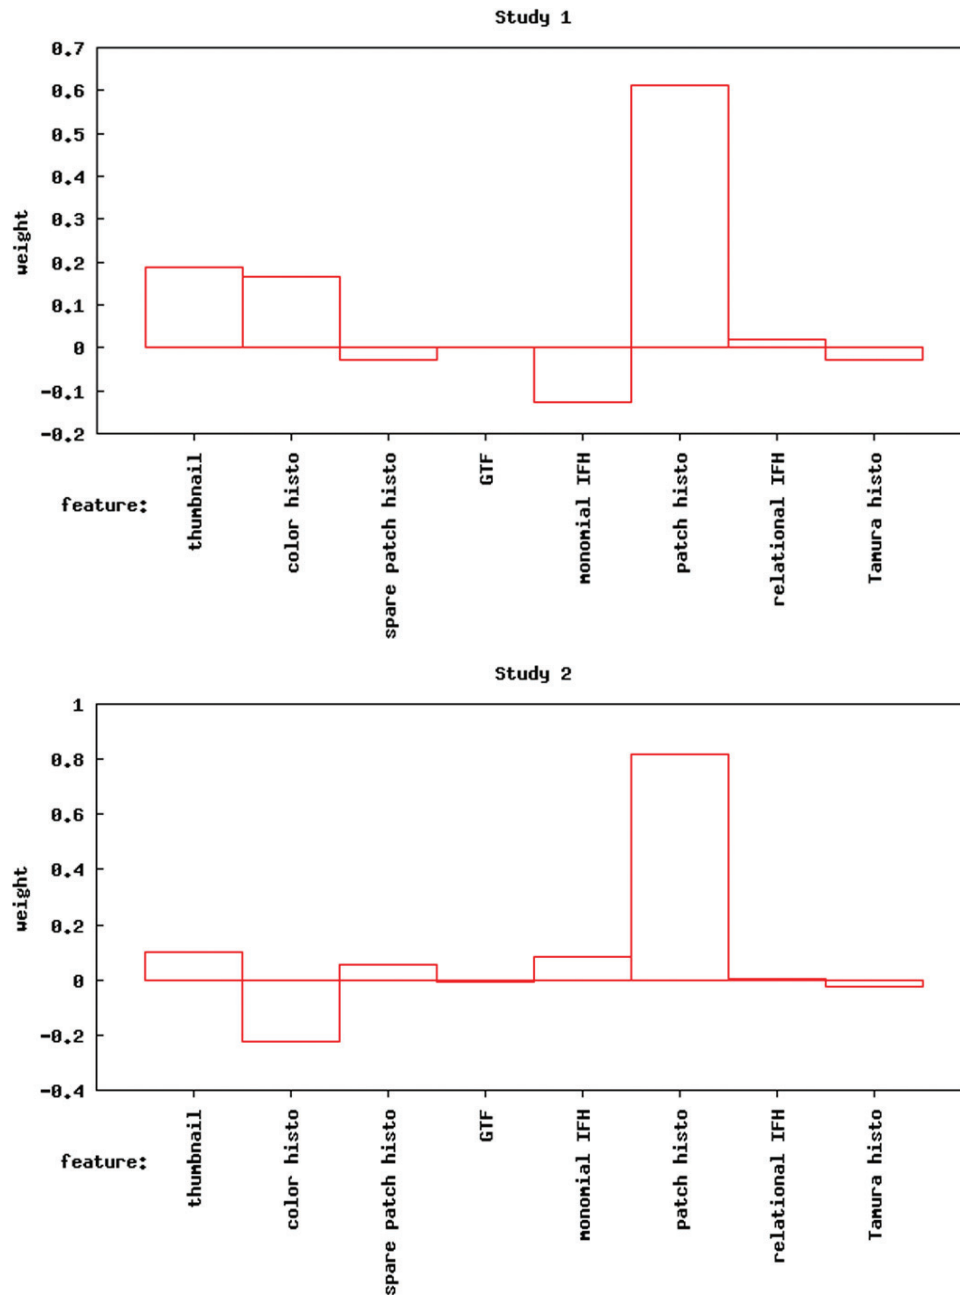 Study 1
0.7
0.6
0.5
0.4
0.3
0.2
0.1
0
-0.1
-0.2
weight
feature:
thumbnail
color histo
spare patch histo
GTF
monomial IFH
patch histo
relational IFH
Tamura histo
Study 2
1
0.8
0.6
0.4
0.2
0
-0.2
-0.4
weight
feature:
thumbnail
color histo
spare patch histo
GTF
monomial IFH
patch histo
relational IFH
Tamura histo